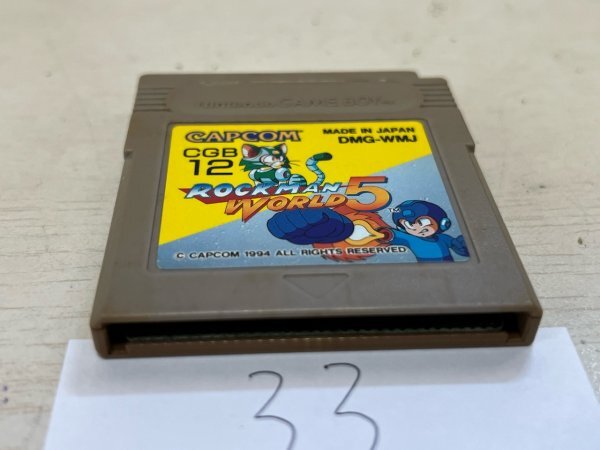 Nintendo GAME BOY
CAPCOM
MADE IN JAPAN
DMG-WMJ
CGB
12
ROCKMAN
WORLD 5
© CAPCOM 1994 ALL RIGHTS RESERVED
33